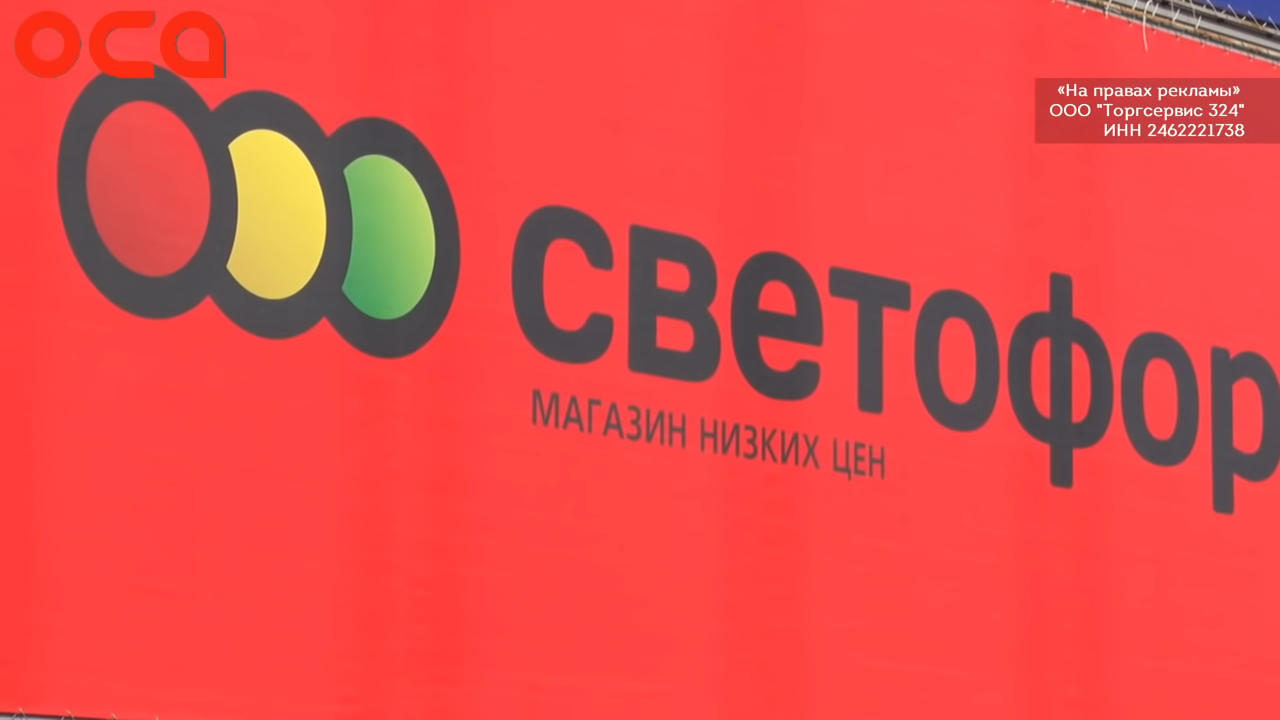 оса
«На правах рекламы»
ООО "Торгсервис 324"
ИНН 2462221738
светофор
МАГАЗИН НИЗКИХ ЦЕН